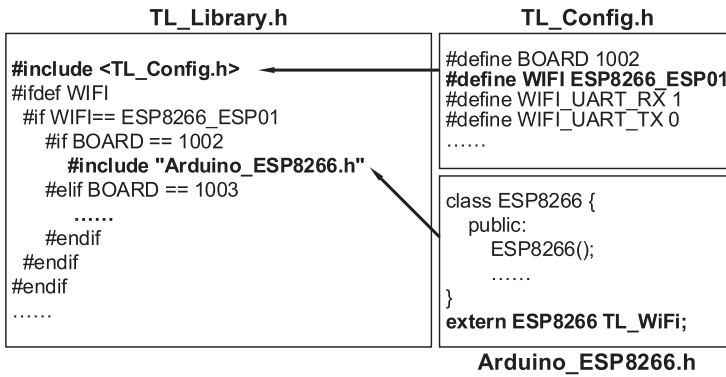 TL_Library.h
#include <TL_Config.h>
#ifdef WIFI
#if WIFI== ESP8266_ESP01
#if BOARD == 1002
#include "Arduino_ESP8266.h"
#elif BOARD == 1003
......
#endif
#endif
#endif
......
TL_Config.h
#define BOARD 1002
#define WIFI ESP8266_ESP01
#define WIFI_UART_RX 1
#define WIFI_UART_TX 0
......
class ESP8266 {
public:
ESP8266();
......
}
extern ESP8266 TL_WiFi;
Arduino_ESP8266.h